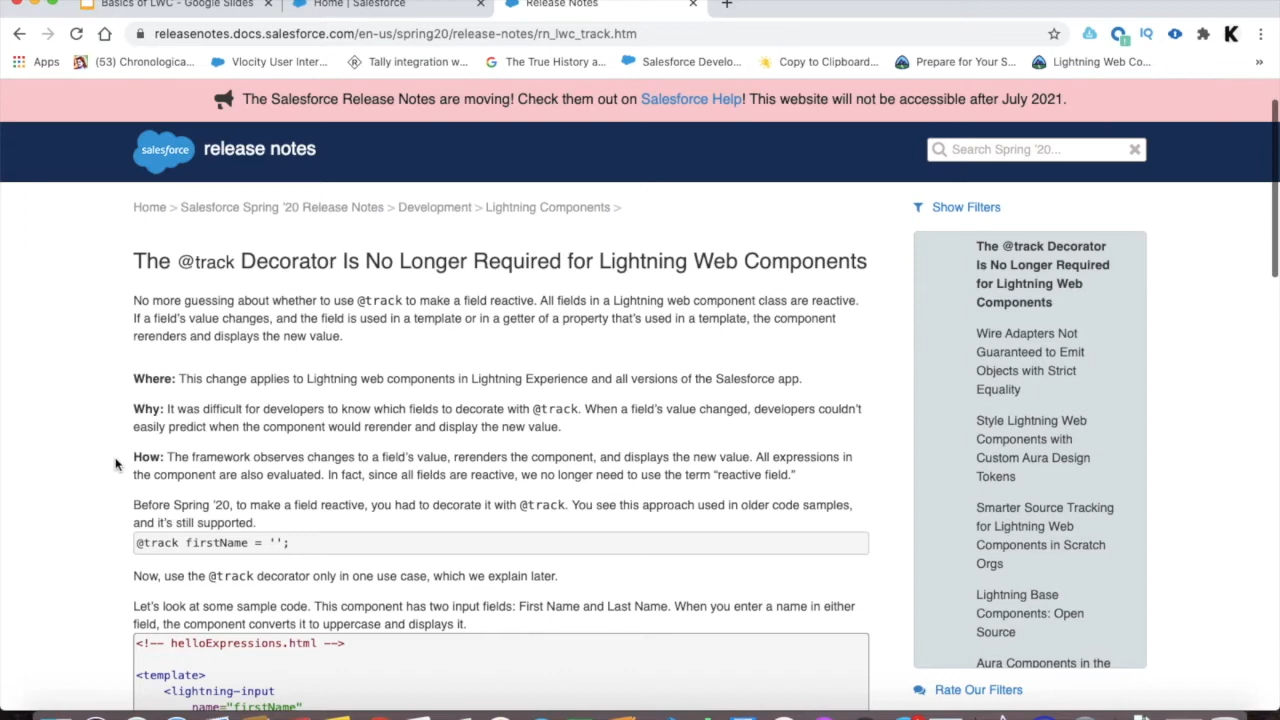 Basics of LWC - Google Slides
Home | Salesforce
Release Notes
releasenotes.docs.salesforce.com/en-us/spring20/release-notes/rn_lwc_track.htm
IQ
1
K
Apps
(53) Chronologica...
Vlocity User Inter...
Tally integration w...
The True History a...
Salesforce Develo...
Copy to Clipboard...
Prepare for Your S...
Lightning Web Co...
»
The Salesforce Release Notes are moving! Check them out on Salesforce Help! This website will not be accessible after July 2021.
salesforce
release notes
Search Spring '20...
Home > Salesforce Spring '20 Release Notes > Development > Lightning Components >
Show Filters
The @track Decorator Is No Longer Required for Lightning Web Components
No more guessing about whether to use @track to make a field reactive. All fields in a Lightning web component class are reactive.
If a field's value changes, and the field is used in a template or in a getter of a property that's used in a template, the component
rerenders and displays the new value.
Where: This change applies to Lightning web components in Lightning Experience and all versions of the Salesforce app.
Why: It was difficult for developers to know which fields to decorate with @track. When a field's value changed, developers couldn't
easily predict when the component would rerender and display the new value.
How: The framework observes changes to a field's value, rerenders the component, and displays the new value. All expressions in
the component are also evaluated. In fact, since all fields are reactive, we no longer need to use the term “reactive field.”
Before Spring '20, to make a field reactive, you had to decorate it with @track. You see this approach used in older code samples,
and it's still supported.
@track firstName = '';
Now, use the @track decorator only in one use case, which we explain later.
Let's look at some sample code. This component has two input fields: First Name and Last Name. When you enter a name in either
field, the component converts it to uppercase and displays it.
<!-- helloExpressions.html -->
<template>
<lightning-input
name="firstName"
The @track Decorator
Is No Longer Required
for Lightning Web
Components
Wire Adapters Not
Guaranteed to Emit
Objects with Strict
Equality
Style Lightning Web
Components with
Custom Aura Design
Tokens
Smarter Source Tracking
for Lightning Web
Components in Scratch
Orgs
Lightning Base
Components: Open
Source
Aura Components in the
Rate Our Filters